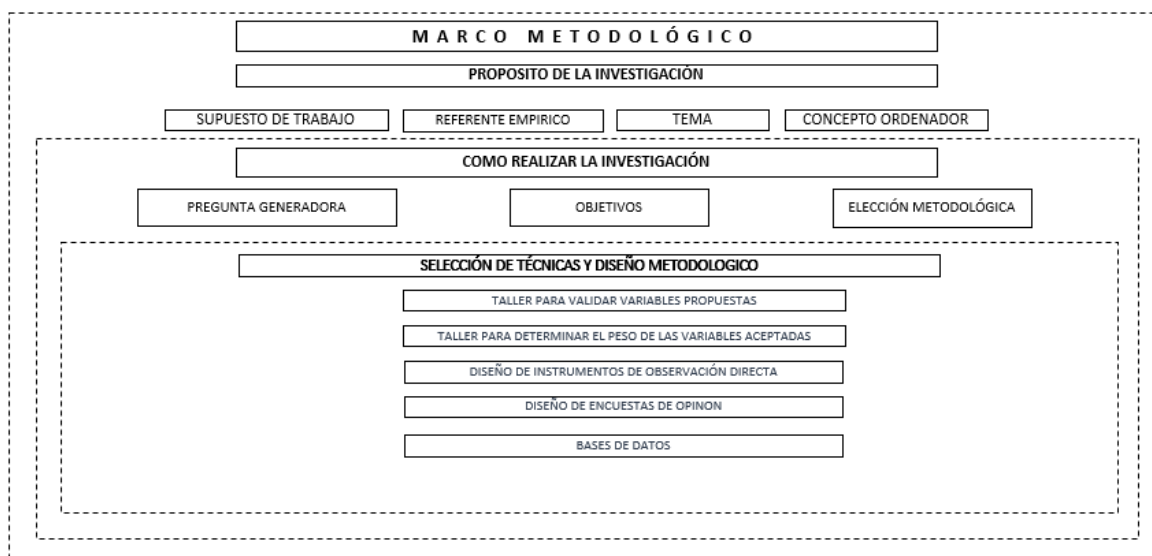 MARCO METODOLÓGICO
PROPOSITO DE LA INVESTIGACIÓN
SUPUESTO DE TRABAJO
REFERENTE EMPIRICO
TEMA
CONCEPTO ORDENADOR
COMO REALIZAR LA INVESTIGACIÓN
PREGUNTA GENERADORA
OBJETIVOS
ELECCIÓN METODOLÓGICA
SELECCIÓN DE TÉCNICAS Y DISEÑO METODOLOGICO
TALLER PARA VALIDAR VARIABLES PROPUESTAS
TALLER PARA DETERMINAR EL PESO DE LAS VARIABLES ACEPTADAS
DISEÑO DE INSTRUMENTOS DE OBSERVACIÓN DIRECTA
DISEÑO DE ENCUESTAS DE OPINON
BASES DE DATOS